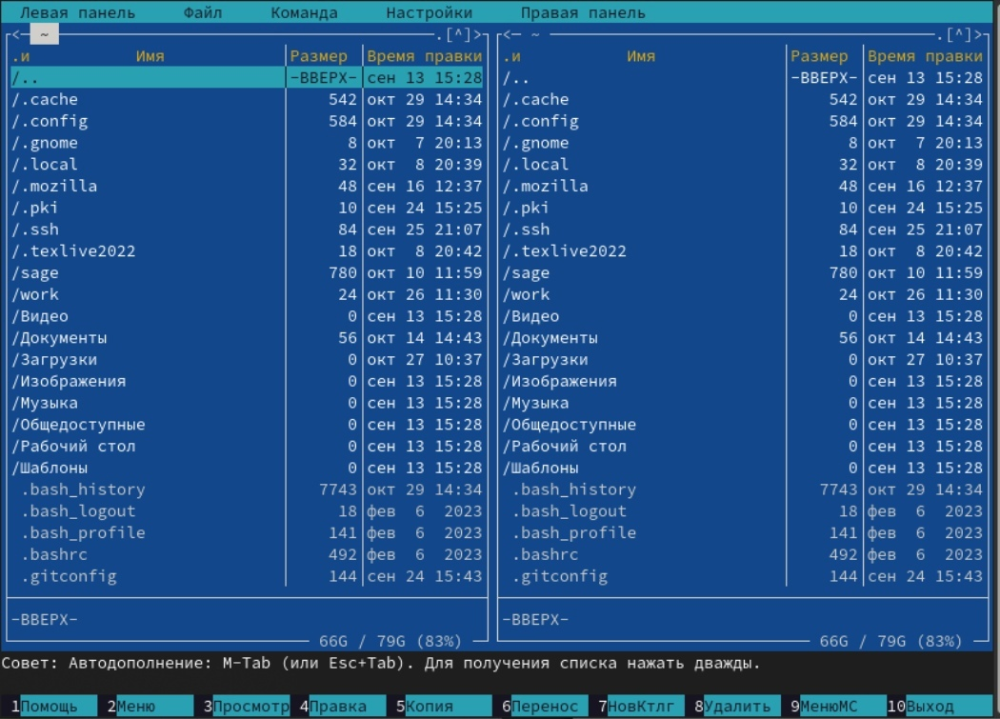 Левая панель Файл Команда Настройки Правая панель
<─ ~ ─.[^]> <─ ~ ─.[^]>
.и Имя Размер Время правки .и Имя Размер Время правки
/.. -ВВЕРХ- сен 13 15:28 /.. -ВВЕРХ- сен 13 15:28
/.cache 542 окт 29 14:34 /.cache 542 окт 29 14:34
/.config 584 окт 29 14:34 /.config 584 окт 29 14:34
/.gnome 8 окт 7 20:13 /.gnome 8 окт 7 20:13
/.local 32 окт 8 20:39 /.local 32 окт 8 20:39
/.mozilla 48 сен 16 12:37 /.mozilla 48 сен 16 12:37
/.pki 10 сен 24 15:25 /.pki 10 сен 24 15:25
/.ssh 84 сен 25 21:07 /.ssh 84 сен 25 21:07
/.texlive2022 18 окт 8 20:42 /.texlive2022 18 окт 8 20:42
/sage 780 окт 10 11:59 /sage 780 окт 10 11:59
/work 24 окт 26 11:30 /work 24 окт 26 11:30
/Видео 0 сен 13 15:28 /Видео 0 сен 13 15:28
/Документы 56 окт 14 14:43 /Документы 56 окт 14 14:43
/Загрузки 0 окт 27 10:37 /Загрузки 0 окт 27 10:37
/Изображения 0 сен 13 15:28 /Изображения 0 сен 13 15:28
/Музыка 0 сен 13 15:28 /Музыка 0 сен 13 15:28
/Общедоступные 0 сен 13 15:28 /Общедоступные 0 сен 13 15:28
/Рабочий стол 0 сен 13 15:28 /Рабочий стол 0 сен 13 15:28
/Шаблоны 0 сен 13 15:28 /Шаблоны 0 сен 13 15:28
.bash_history 7743 окт 29 14:34 .bash_history 7743 окт 29 14:34
.bash_logout 18 фев 6 2023 .bash_logout 18 фев 6 2023
.bash_profile 141 фев 6 2023 .bash_profile 141 фев 6 2023
.bashrc 492 фев 6 2023 .bashrc 492 фев 6 2023
.gitconfig 144 сен 24 15:43 .gitconfig 144 сен 24 15:43
-ВВЕРХ- -ВВЕРХ-
66G / 79G (83%) 66G / 79G (83%)
Совет: Автодополнение: M-Tab (или Esc+Tab). Для получения списка нажать дважды.
1Помощь 2Меню 3Просмотр 4Правка 5Копия 6Перенос 7НовКтлг 8Удалить 9МенюMC 10Выход